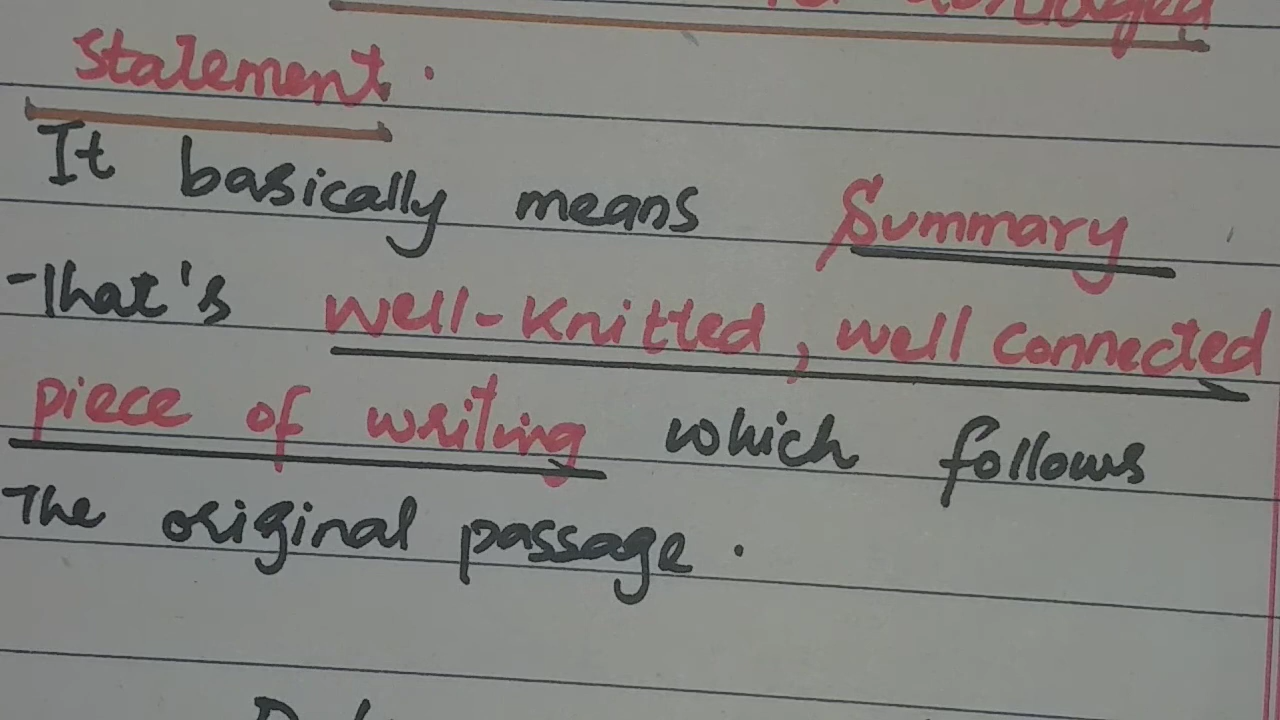 statement.
It basically means Summary
That's well-knitted, well connected
piece of writing which follows
The original passage.